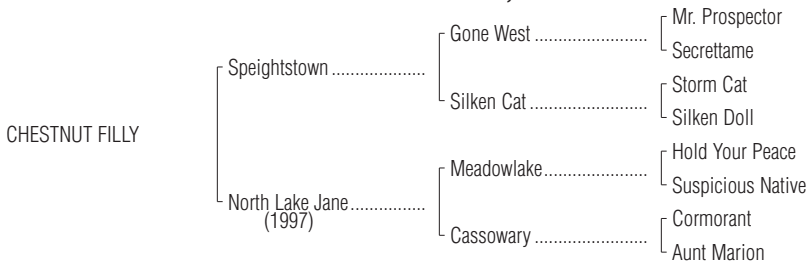 Mr. Prospector
Gone West ........................
Secrettame
Speightstown ....................
Storm Cat
Silken Cat .........................
Silken Doll
CHESTNUT FILLY
Hold Your Peace
Meadowlake......................
Suspicious Native
North Lake Jane ................
(1997)
Cormorant
Cassowary ........................
Aunt Marion